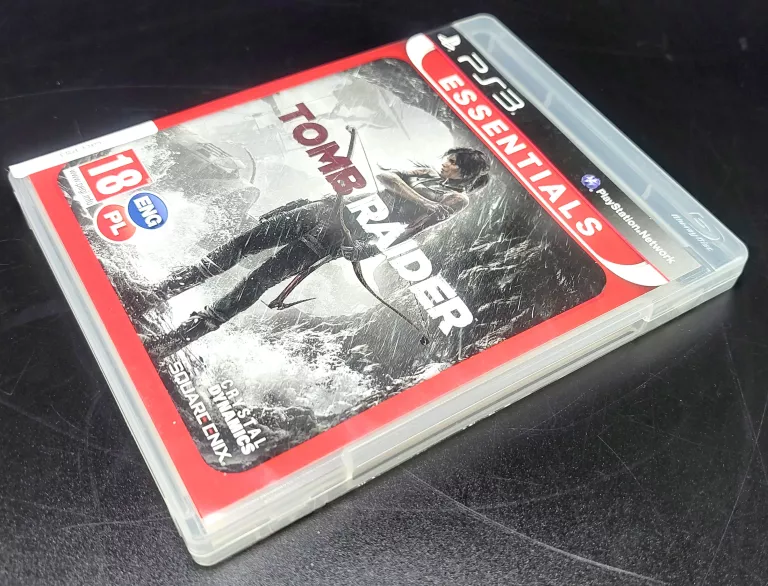 PS3
PlayStation Network
ESSENTIALS
TOMB RAIDER
18
ENG
PL
CRYSTAL
DYNAMICS
SQUARE ENIX